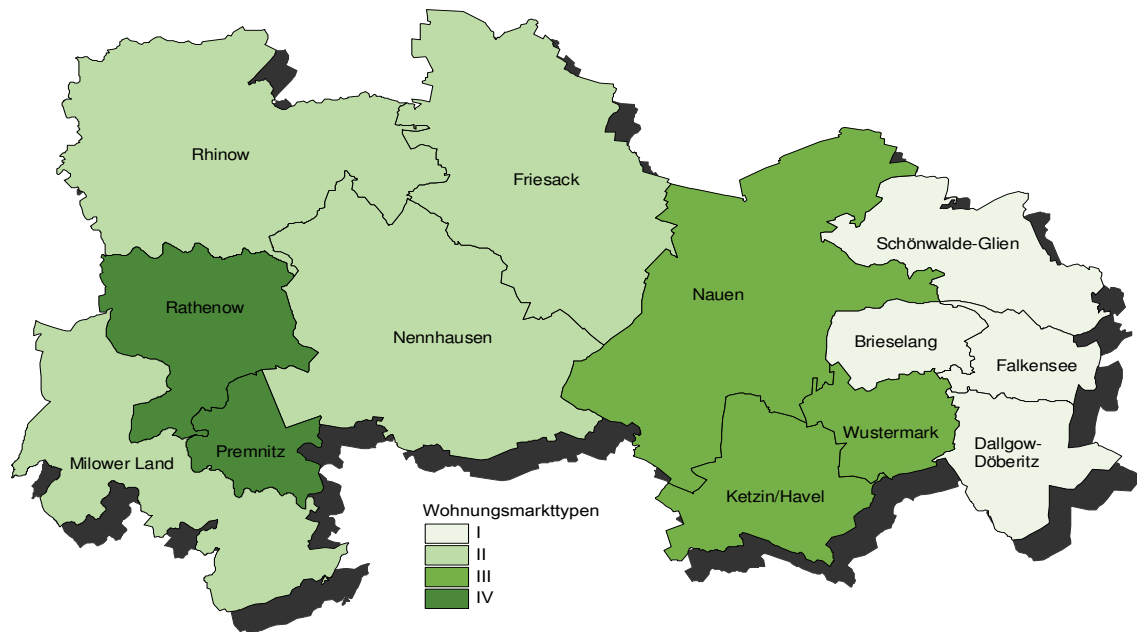 Rhinow
Friesack
Schönwalde-Glien
Nauen
Rathenow
Nennhausen
Brieselang
Falkensee
Wustermark
Dallgow-
Döberitz
Premnitz
Milower Land
Ketzin/Havel
Wohnungsmarkttypen
I
II
III
IV